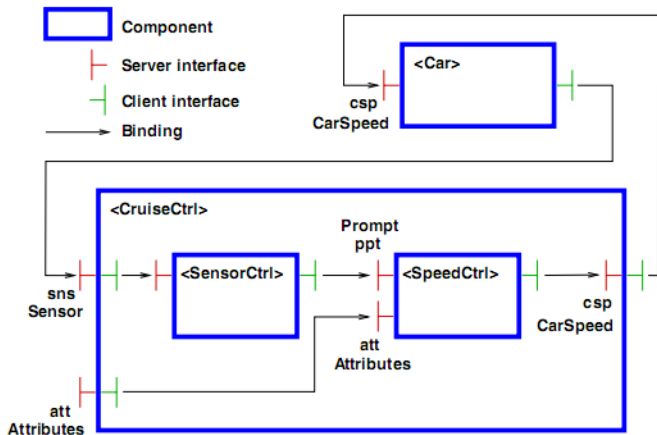 Component
Server interface
Client interface
Binding
<Car>
csp
CarSpeed
<CruiseCtrl>
Prompt
ppt
<SensorCtrl>
<SpeedCtrl>
sns
Sensor
csp
CarSpeed
att
Attributes
att
Attributes